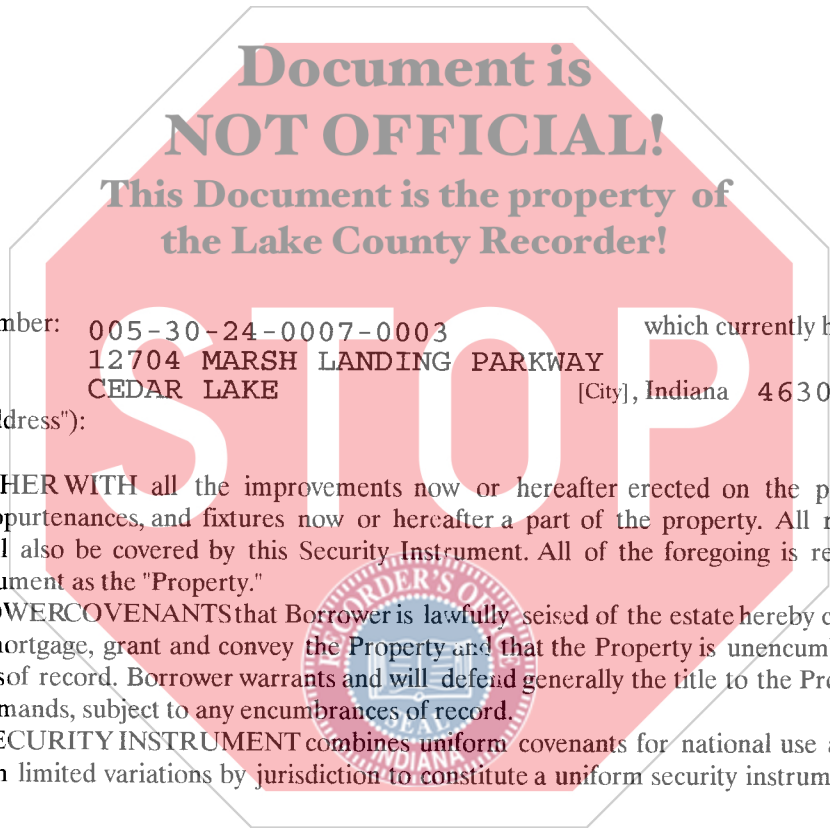 Document is
NOT OFFICIAL!
This Document is the property of
the Lake County Recorder!
STOP
mber: 005-30-24-0007-0003 which currently h
12704 MARSH LANDING PARKWAY
CEDAR LAKE [City], Indiana 4630
ddress"):
HER WITH all the improvements now or hereafter erected on the p
ppurtenances, and fixtures now or hereafter a part of the property. All r
l also be covered by this Security Instrument. All of the foregoing is re
ument as the "Property."
OWER COVENANTS that Borrower is lawfully seised of the estate hereby c
mortgage, grant and convey the Property and that the Property is unencumb
s of record. Borrower warrants and will defend generally the title to the Pro
mands, subject to any encumbrances of record.
ECURITY INSTRUMENT combines uniform covenants for national use a
h limited variations by jurisdiction to constitute a uniform security instrum
RECORDER'S OFFICE
SEAL
INDIANA